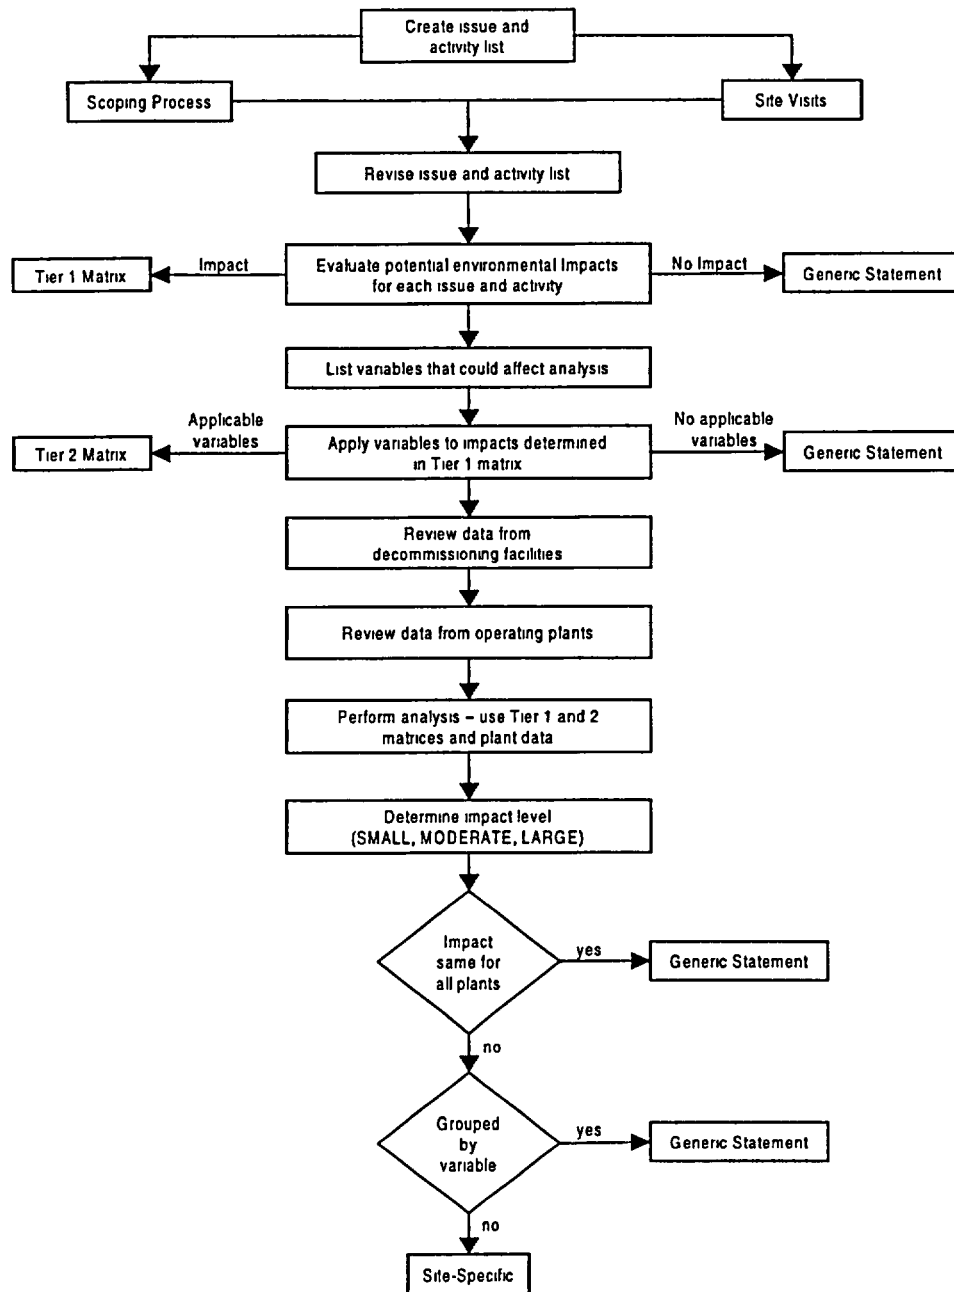 Create issue and
activity list
Scoping Process
Site Visits
Revise issue and activity list
Tier 1 Matrix
Impact
Evaluate potential environmental Impacts
for each issue and activity
No Impact
Generic Statement
List variables that could affect analysis
Tier 2 Matrix
Applicable
variables
Apply variables to impacts determined
in Tier 1 matrix
No applicable
variables
Generic Statement
Review data from
decommissioning facilities
Review data from operating plants
Perform analysis – use Tier 1 and 2
matrices and plant data
Determine impact level
(SMALL, MODERATE, LARGE)
Impact
same for
all plants
yes
Generic Statement
no
Grouped
by
variable
yes
Generic Statement
no
Site-Specific